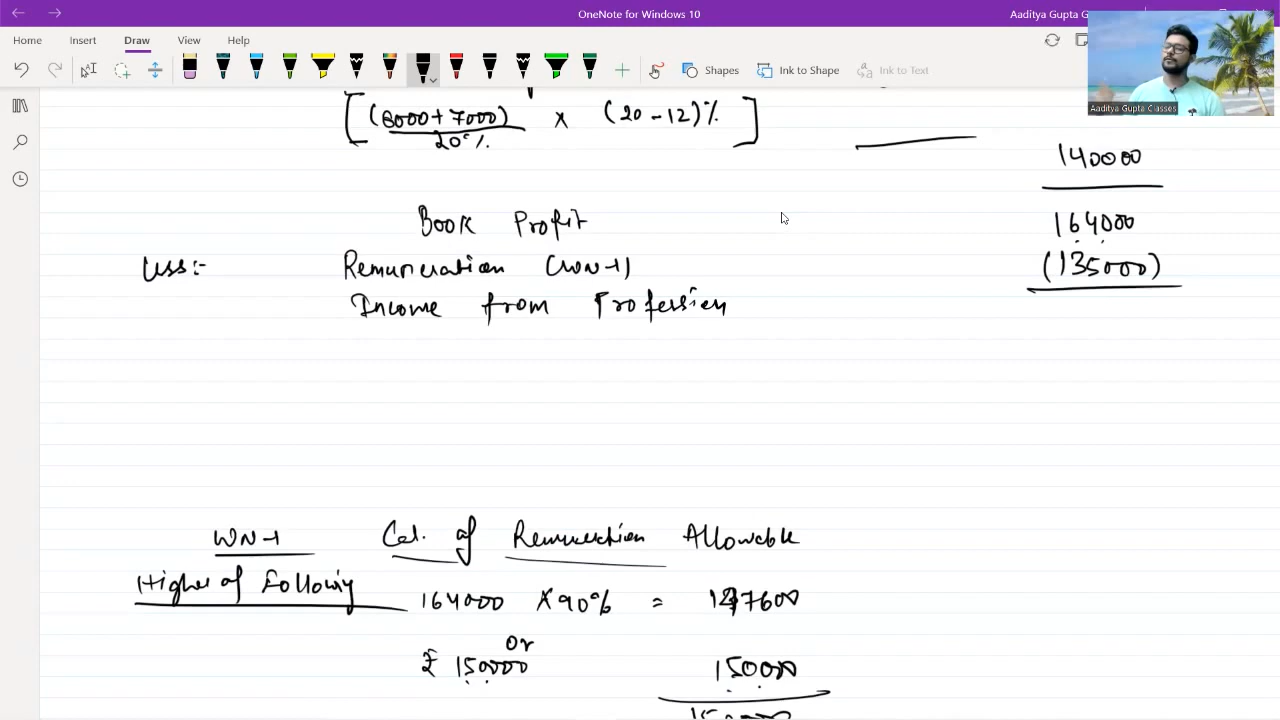 OneNote for Windows 10
Aaditya Gupta G
Home Insert Draw View Help
Shapes Ink to Shape Ink to Text
Aaditya Gupta Classes
[(8000+7000) x (20-12)%]
20%
140000
Book Profit 164000
Less:- Remuneration (WN-1) (135000)
Income from Profession
WN-1 Cal. of Remuneration Allowable
Higher of Following
164000 x 90% = 147600
Or
₹ 150000 150000